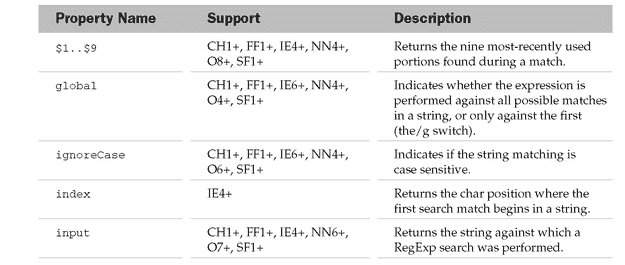 Property Name Support Description
$1..$9 CH1+, FF1+, IE4+, NN4+, Returns the nine most-recently used
O8+, SF1+ portions found during a match.
global CH1+, FF1+, IE6+, NN4+, Indicates whether the expression is
O4+, SF1+ performed against all possible matches
in a string, or only against the first
(the/g switch).
ignoreCase CH1+, FF1+, IE6+, NN4+, Indicates if the string matching is
O6+, SF1+ case sensitive.
index IE4+ Returns the char position where the
first search match begins in a string.
input CH1+, FF1+, IE4+, NN6+, Returns the string against which a
O7+, SF1+ RegExp search was performed.